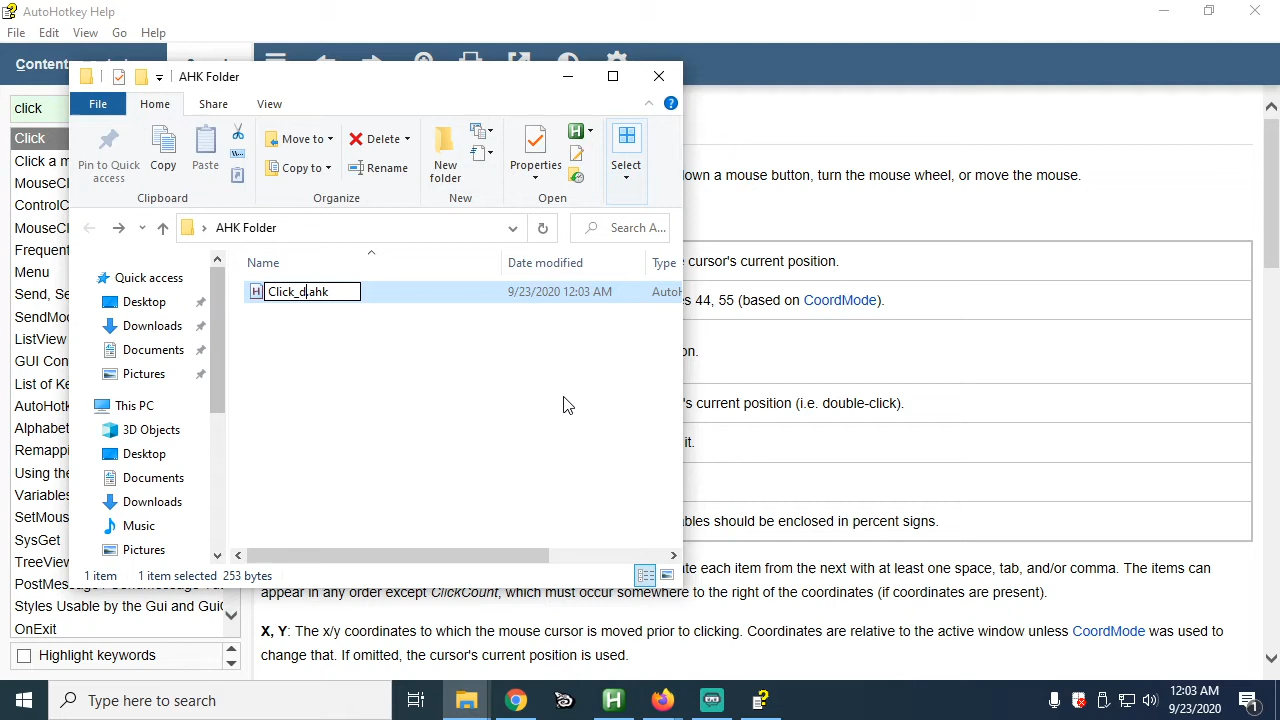 AutoHotkey Help
File Edit View Go Help
Content
click
Click
Click a m
MouseCl
ControlC
MouseCl
Frequent
Menu
Send, Se
SendMod
ListView
GUI Con
List of Ke
AutoHotk
Alphabet
Remappi
Using the
Variables
SetMous
SysGet
TreeView
Styles Usable by the Gui and Gui
OnExit
Highlight keywords
AHK Folder
File Home Share View
Pin to Quick access
Copy
Paste
Clipboard
Move to
Copy to
Delete
Rename
Organize
New folder
New
Properties
Open
Select
AHK Folder
Search A...
Name Date modified Type
Click_d.ahk 9/23/2020 12:03 AM AutoH
Quick access
Desktop
Downloads
Documents
Pictures
This PC
3D Objects
Desktop
Documents
Downloads
Music
Pictures
1 item 1 item selected 253 bytes
own a mouse button, turn the mouse wheel, or move the mouse.
cursor's current position.
s 44, 55 (based on CoordMode).
on.
's current position (i.e. double-click).
it.
bles should be enclosed in percent signs.
te each item from the next with at least one space, tab, and/or comma. The items can
appear in any order except ClickCount, which must occur somewhere to the right of the coordinates (if coordinates are present).
X, Y: The x/y coordinates to which the mouse cursor is moved prior to clicking. Coordinates are relative to the active window unless CoordMode was used to
change that. If omitted, the cursor's current position is used.
Type here to search
12:03 AM
9/23/2020
1